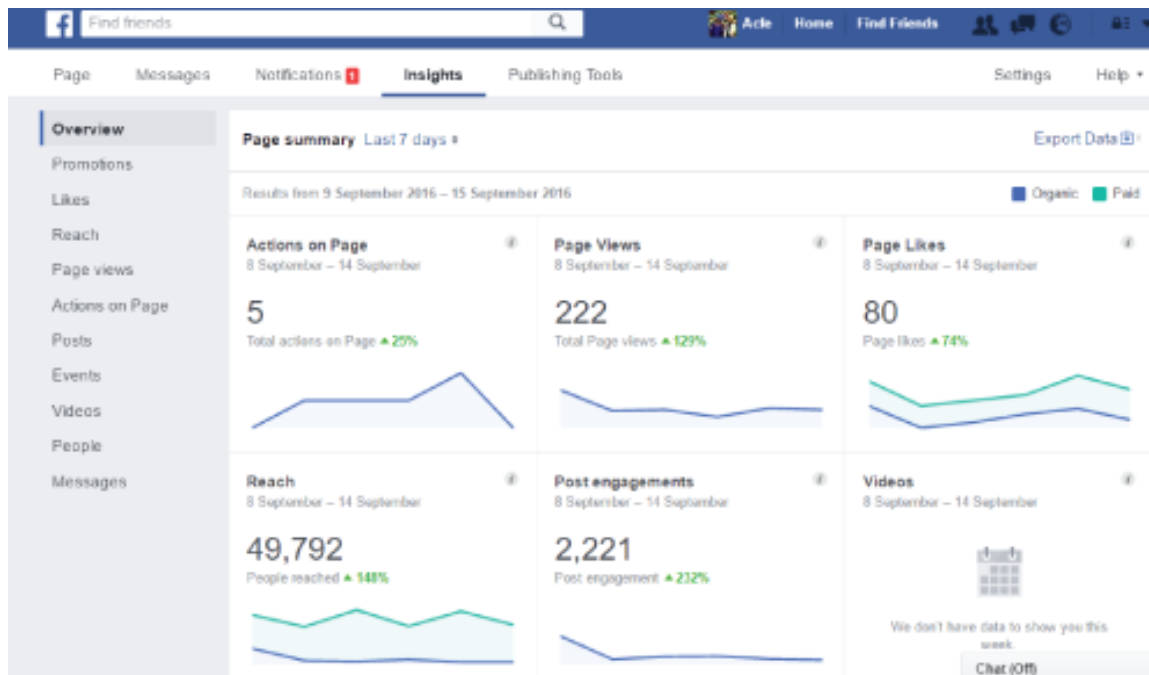 f Find friends Acle Home Find Friends
Page Messages Notifications 1 Insights Publishing Tools Settings Help
Overview
Promotions
Likes
Reach
Page views
Actions on Page
Posts
Events
Videos
People
Messages
Page summary Last 7 days Export Data
Results from 9 September 2016 – 15 September 2016 Organic Paid
Actions on Page
8 September – 14 September
5
Total actions on Page 25%
Page Views
8 September – 14 September
222
Total Page views 129%
Page Likes
8 September – 14 September
80
Page likes 74%
Reach
8 September – 14 September
49,792
People reached 148%
Post engagements
8 September – 14 September
2,221
Post engagement 232%
Videos
8 September – 14 September
We don't have data to show you this
week.
Chat (Off)